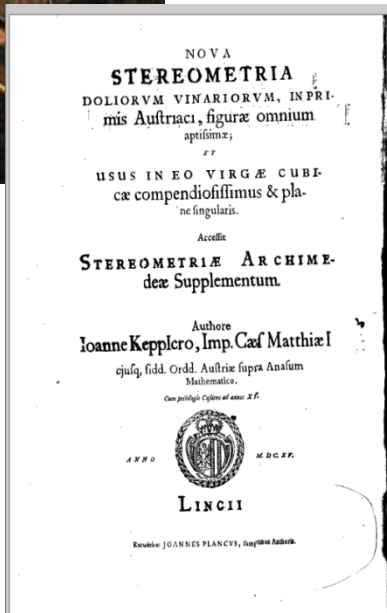 NOVA
STEREOMETRIA
DOLIORVM VINARIORVM, INPRI-
mis Auſtriaci, figuræ omnium
aptiſsimæ;
ET
USUS IN EO VIRGÆ CUBI-
cæ compendioſiſſimus & pla-
ne ſingularis.
Acceſſit
STEREOMETRIÆ ARCHIME-
deæ Supplementum.
Authore
Ioanne Kepplero, Imp. Cæſ. Matthiæ I
ejuſq, fidd. Ordd. Auſtriæ ſupra Anaſum
Mathematico.
Cum privilegio Cæſareo ad annos XV.
ANNO M.DC.XV.
LINCII
Excudebat JOANNES PLANCVS, ſumptibus Authoris.